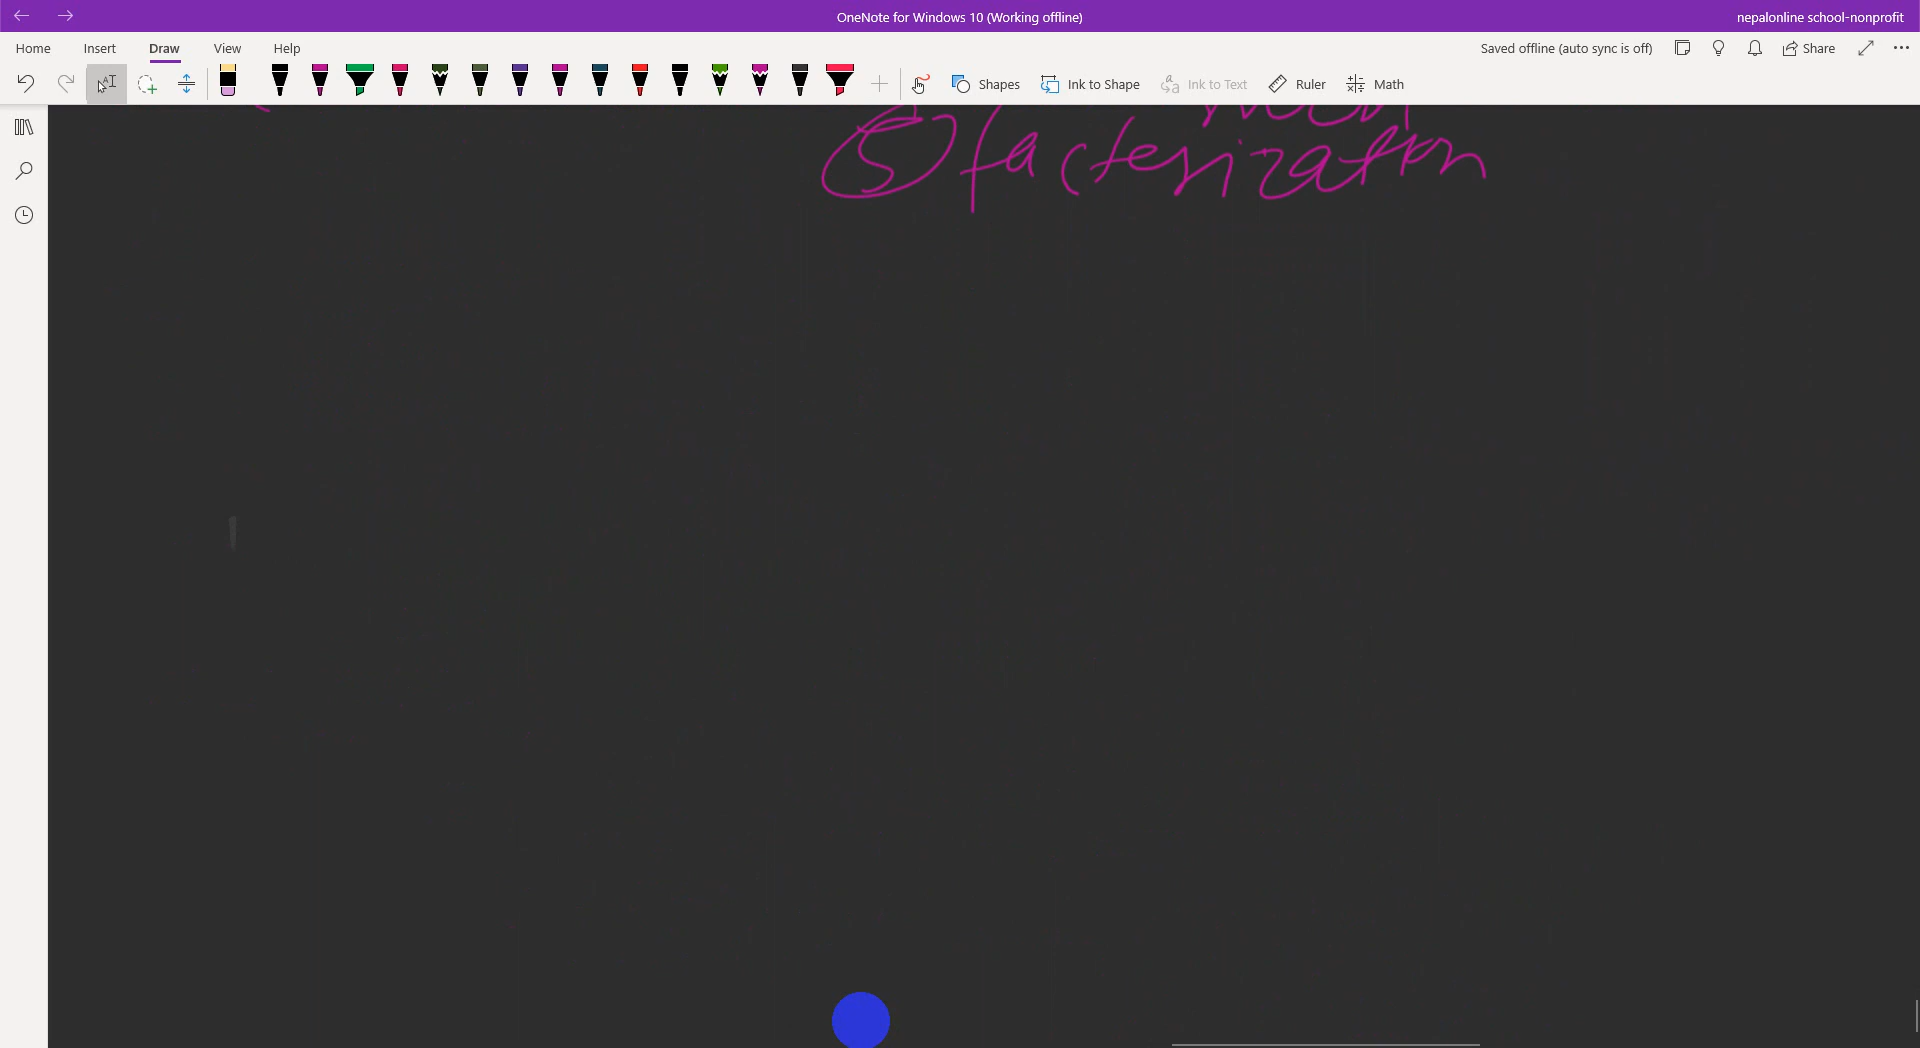 OneNote for Windows 10 (Working offline)
nepalonline school-nonprofit
Home Insert Draw View Help
Saved offline (auto sync is off) Share
Shapes Ink to Shape Ink to Text Ruler Math
(5) facterization